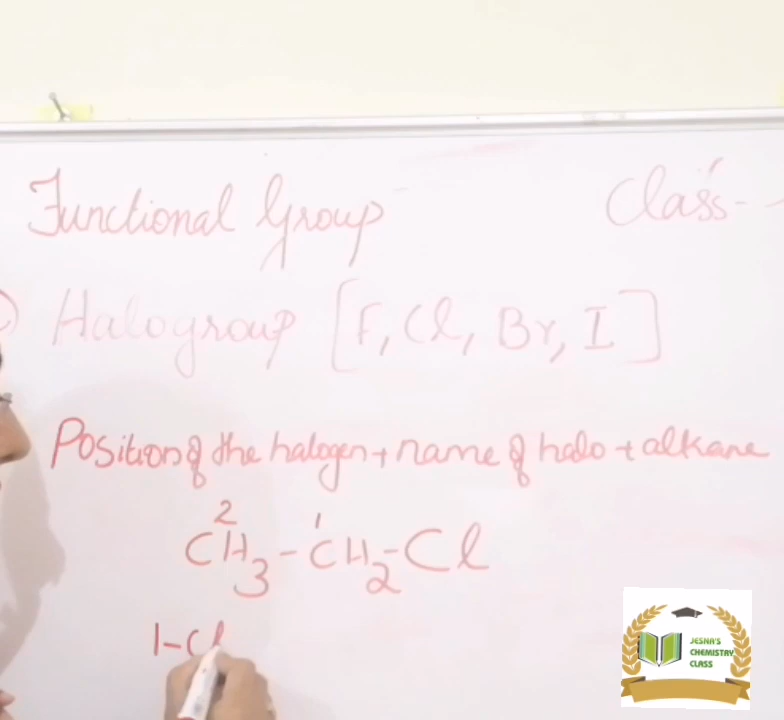 Functional Group Class-
Halogroup [F, Cl, Br, I]
Position of the halogen + name of halo + alkane
2 1
CH3-CH2-Cl
1-Cl
JESNA'S
CHEMISTRY
CLASS